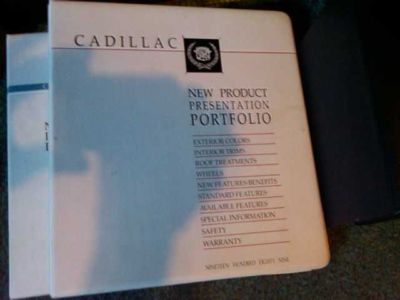 CADILLAC
NEW PRODUCT
PRESENTATION
PORTFOLIO
EXTERIOR COLORS
INTERIOR TRIMS
ROOF TREATMENTS
WHEELS
NEW FEATURES-BENEFITS
STANDARD FEATURES
AVAILABLE FEATURES
SPECIAL INFORMATION
SAFETY
WARRANTY
NINETEEN HUNDRED EIGHTY NINE